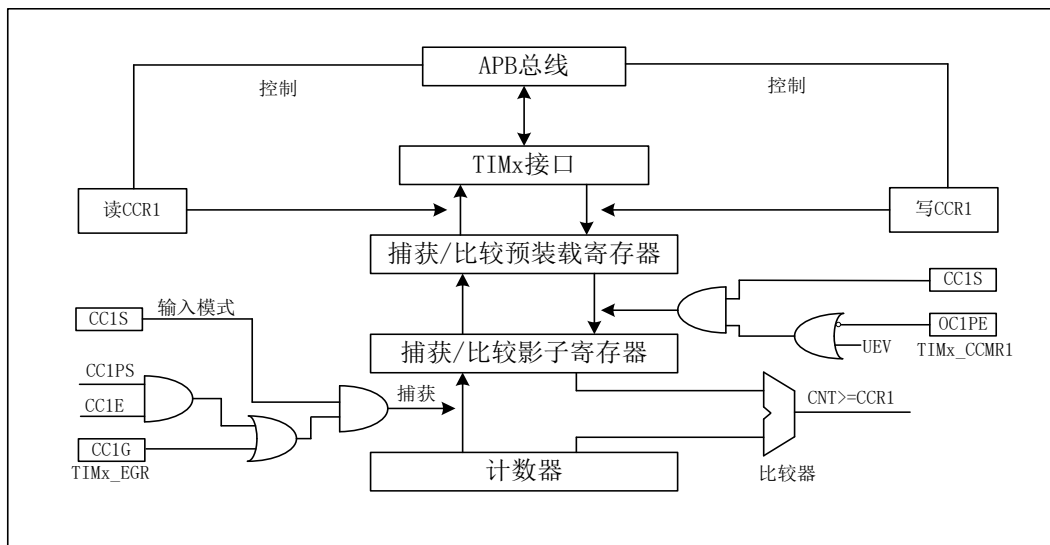 APB总线
控制
控制
TIMx接口
读CCR1
写CCR1
捕获/比较预装载寄存器
CC1S
输入模式
CC1S
OC1PE
UEV
TIMx_CCMR1
捕获/比较影子寄存器
CC1PS
CC1E
捕获
CNT>=CCR1
CC1G
TIMx_EGR
计数器
比较器